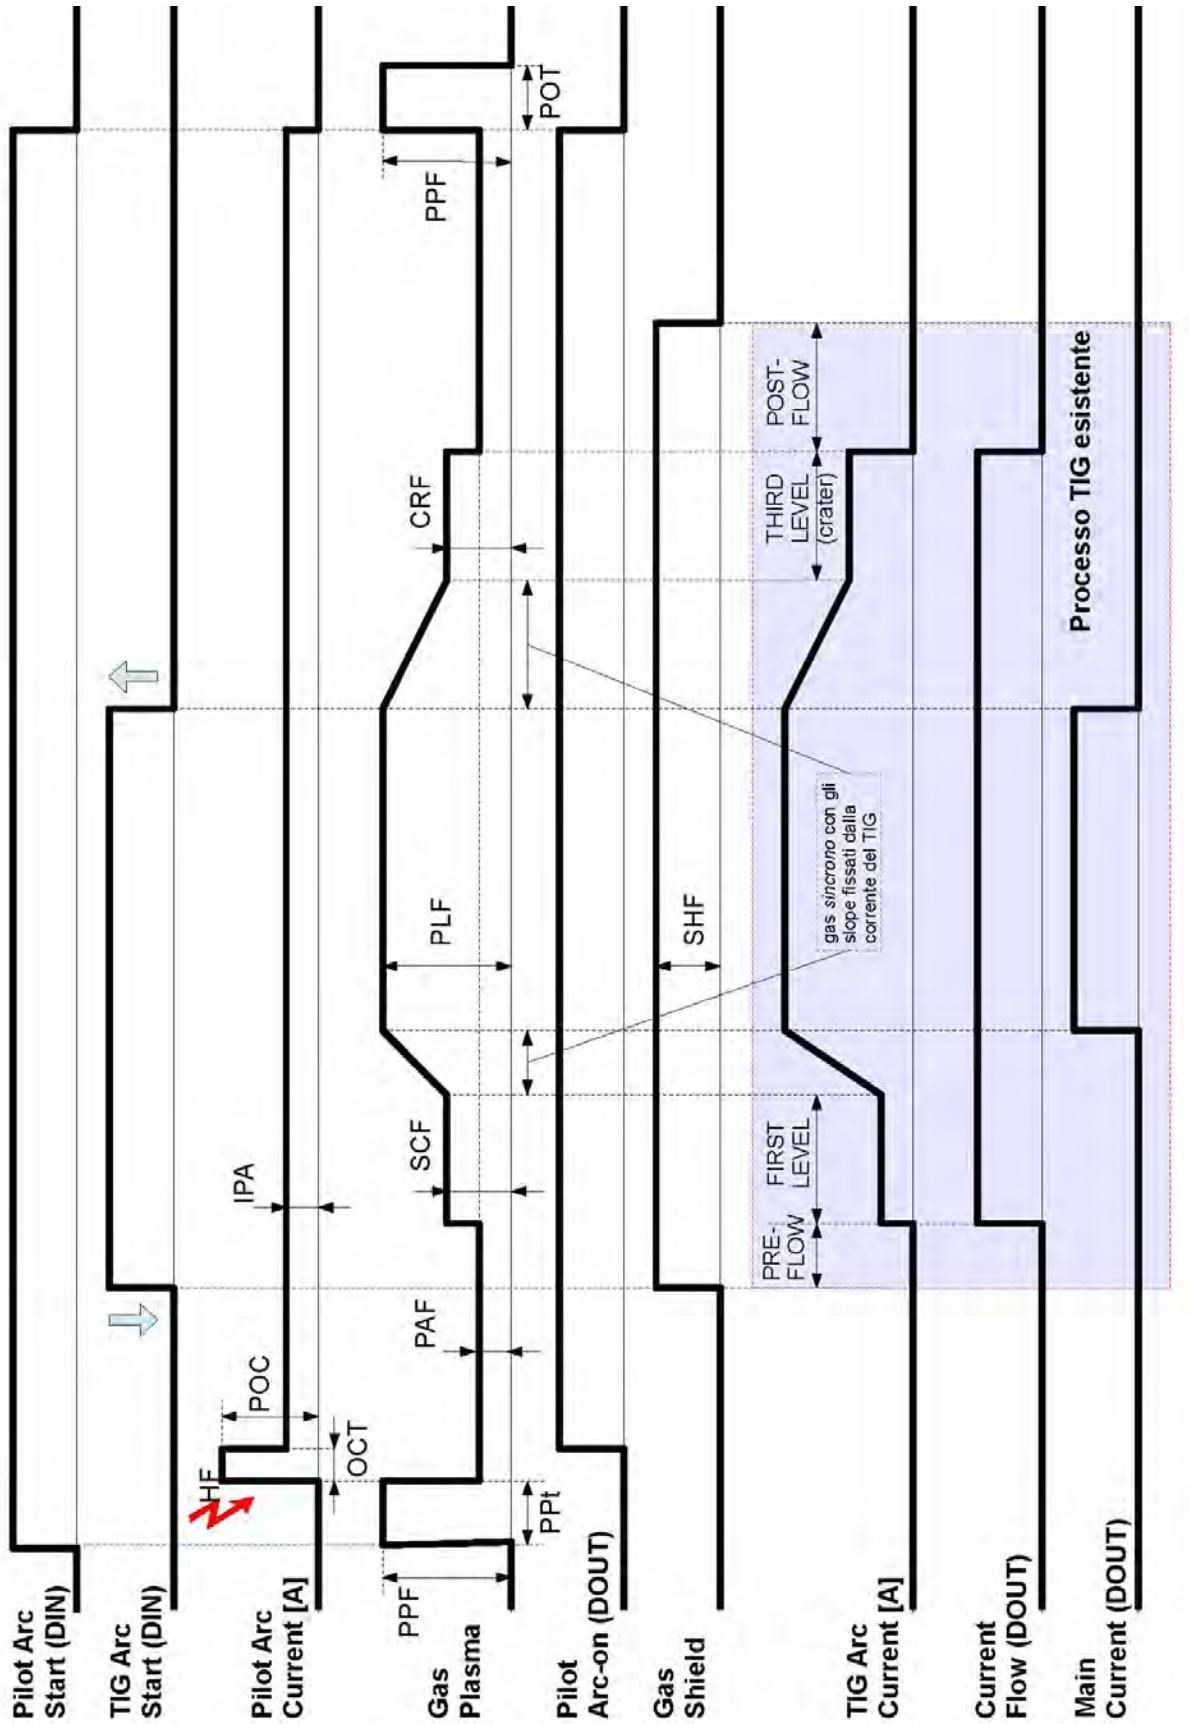 Pilot Arc
Start (DIN)
TIG Arc
Start (DIN)
HF
POC
OCT
IPA
Pilot Arc
Current [A]
PPF
PPt
PAF
SCF
PLF
CRF
PPF
POT
Gas
Plasma
Pilot
Arc-on (DOUT)
SHF
Gas
Shield
PRE-
FLOW
FIRST
LEVEL
gas sincrono con gli
slope fissati dalla
corrente del TIG
THIRD
LEVEL
(crater)
POST-
FLOW
TIG Arc
Current [A]
Current
Flow (DOUT)
Processo TIG esistente
Main
Current (DOUT)